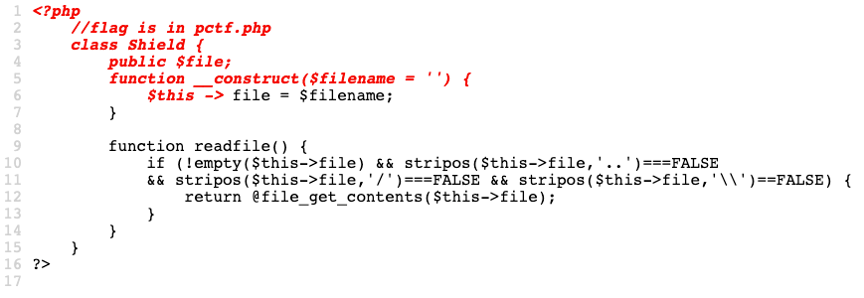 1 <?php
2     //flag is in pctf.php
3     class Shield {
4         public $file;
5         function __construct($filename = '') {
6             $this -> file = $filename;
7         }
8
9         function readfile() {
10             if (!empty($this->file) && stripos($this->file,'..')===FALSE
11             && stripos($this->file,'/')===FALSE && stripos($this->file,'\\')==FALSE) {
12                 return @file_get_contents($this->file);
13             }
14         }
15     }
16 ?>
17